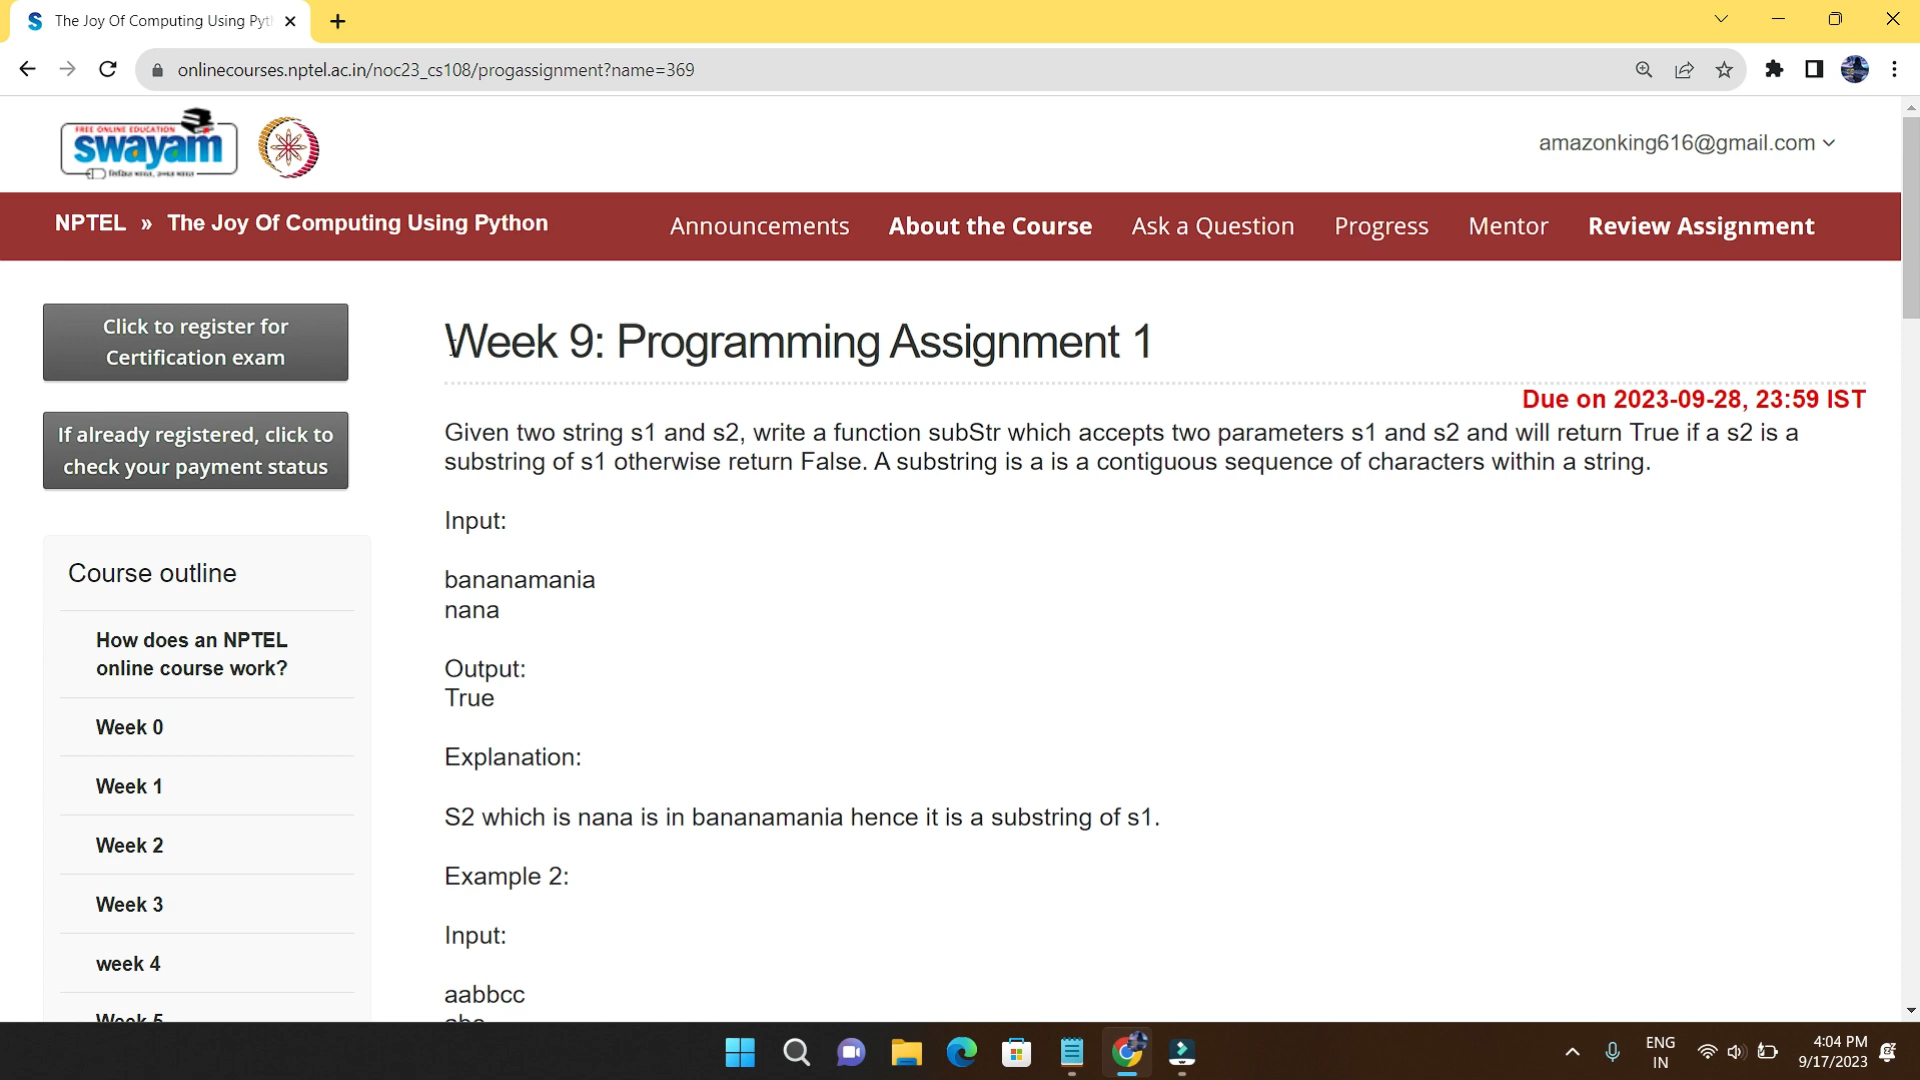 The Joy Of Computing Using Pyt
onlinecourses.nptel.ac.in/noc23_cs108/progassignment?name=369
FREE ONLINE EDUCATION
swayam
amazonking616@gmail.com
NPTEL » The Joy Of Computing Using Python
Announcements
About the Course
Ask a Question
Progress
Mentor
Review Assignment
Click to register for
Certification exam
If already registered, click to
check your payment status
Course outline
How does an NPTEL
online course work?
Week 0
Week 1
Week 2
Week 3
week 4
Week 5
Week 9: Programming Assignment 1
Due on 2023-09-28, 23:59 IST
Given two string s1 and s2, write a function subStr which accepts two parameters s1 and s2 and will return True if a s2 is a
substring of s1 otherwise return False. A substring is a is a contiguous sequence of characters within a string.
Input:
bananamania
nana
Output:
True
Explanation:
S2 which is nana is in bananamania hence it is a substring of s1.
Example 2:
Input:
aabbcc
ENG
IN
4:04 PM
9/17/2023